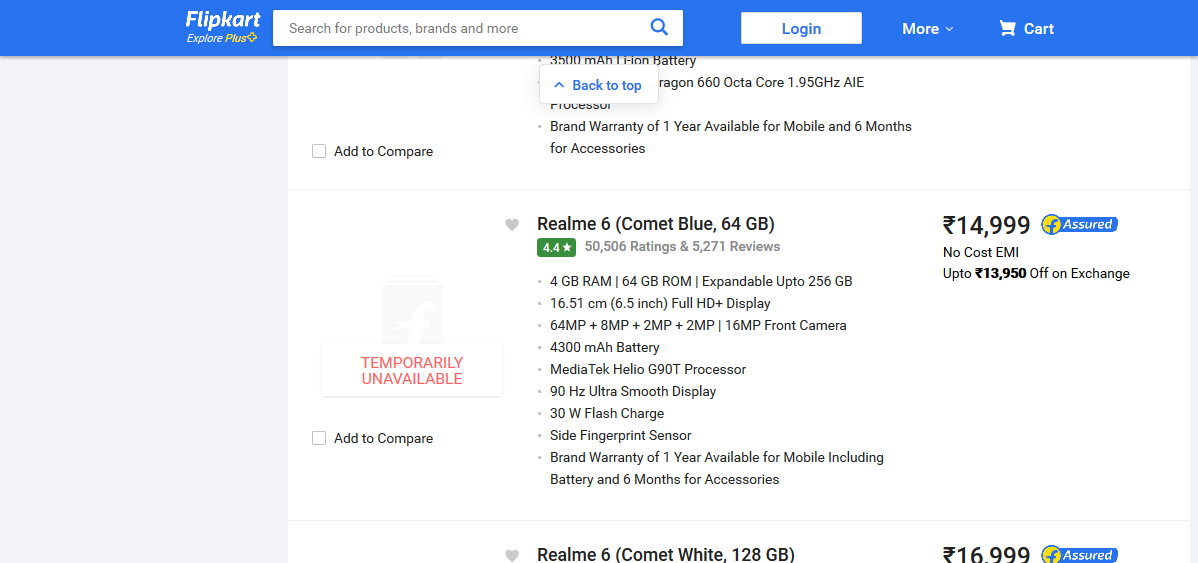 Flipkart
Explore Plus
Search for products, brands and more
Login
More
Cart
3500 mAh Li-Ion Battery
Back to top
ragon 660 Octa Core 1.95GHz AIE
Processor
Brand Warranty of 1 Year Available for Mobile and 6 Months
for Accessories
Add to Compare
Realme 6 (Comet Blue, 64 GB)
4.4★ 50,506 Ratings & 5,271 Reviews
4 GB RAM | 64 GB ROM | Expandable Upto 256 GB
16.51 cm (6.5 inch) Full HD+ Display
64MP + 8MP + 2MP + 2MP | 16MP Front Camera
4300 mAh Battery
MediaTek Helio G90T Processor
90 Hz Ultra Smooth Display
30 W Flash Charge
Side Fingerprint Sensor
Brand Warranty of 1 Year Available for Mobile Including
Battery and 6 Months for Accessories
₹14,999 Assured
No Cost EMI
Upto ₹13,950 Off on Exchange
TEMPORARILY
UNAVAILABLE
Add to Compare
Realme 6 (Comet White, 128 GB)
₹16,999 Assured